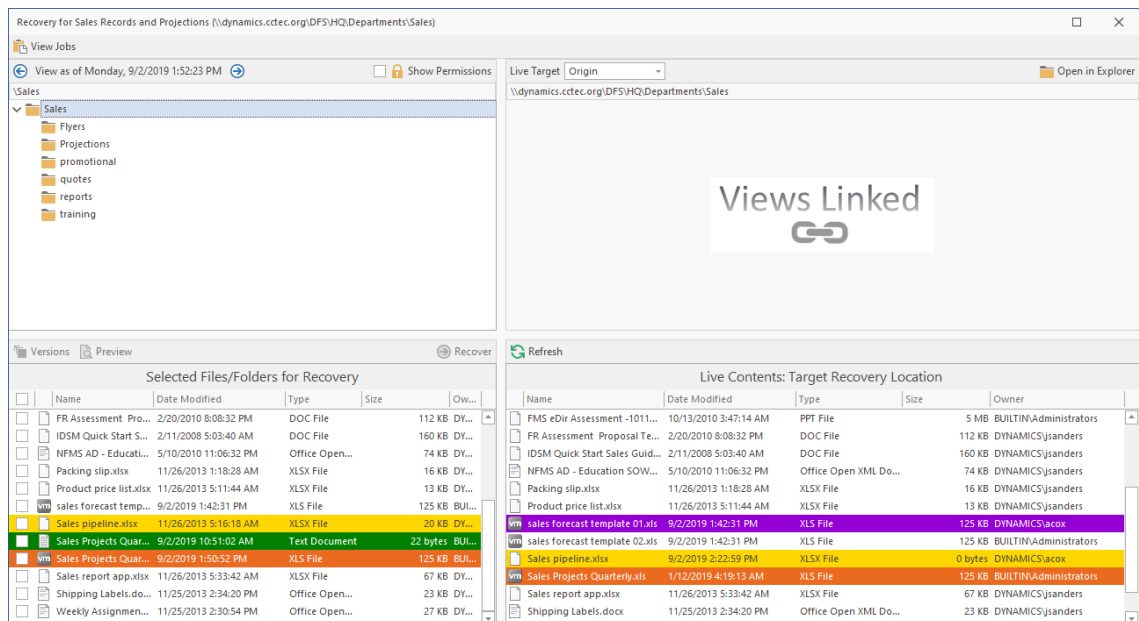 Recovery for Sales Records and Projections (\\dynamics.cctec.org\DFS\HQ\Departments\Sales)
View Jobs
View as of Monday, 9/2/2019 1:52:23 PM Show Permissions
\Sales
Sales
Flyers
Projections
promotional
quotes
reports
training
Live Target Origin Open in Explorer
\\dynamics.cctec.org\DFS\HQ\Departments\Sales
Views Linked
Versions Preview Recover
Selected Files/Folders for Recovery
Name Date Modified Type Size Ow...
FR Assessment Pro... 2/20/2010 8:08:32 PM DOC File 112 KB DY...
IDSM Quick Start S... 2/11/2008 5:03:40 AM DOC File 160 KB DY...
NFMS AD - Educati... 5/10/2010 11:06:32 PM Office Open... 74 KB DY...
Packing slip.xlsx 11/26/2013 1:18:28 AM XLSX File 16 KB DY...
Product price list.xlsx 11/26/2013 5:11:44 AM XLSX File 13 KB DY...
vm sales forecast temp... 9/2/2019 1:42:31 PM XLS File 125 KB BUI...
Sales pipeline.xlsx 11/26/2013 5:16:18 AM XLSX File 20 KB DY...
Sales Projects Quar... 9/2/2019 10:51:02 AM Text Document 22 bytes BUI...
vm Sales Projects Quar... 9/2/2019 1:50:52 PM XLS File 125 KB BUI...
Sales report app.xlsx 11/26/2013 5:33:42 AM XLSX File 67 KB DY...
Shipping Labels.do... 11/25/2013 2:34:20 PM Office Open... 23 KB DY...
Weekly Assignmen... 11/25/2013 2:30:54 PM Office Open... 27 KB DY...
Refresh
Live Contents: Target Recovery Location
Name Date Modified Type Size Owner
FMS eDir Assessment -1011... 10/13/2010 3:47:14 AM PPT File 5 MB BUILTIN\Administrators
FR Assessment Proposal Te... 2/20/2010 8:08:32 PM DOC File 112 KB DYNAMICS\jsanders
IDSM Quick Start Sales Guid... 2/11/2008 5:03:40 AM DOC File 160 KB DYNAMICS\jsanders
NFMS AD - Education SOW... 5/10/2010 11:06:32 PM Office Open XML Do... 74 KB DYNAMICS\jsanders
Packing slip.xlsx 11/26/2013 1:18:28 AM XLSX File 16 KB DYNAMICS\jsanders
Product price list.xlsx 11/26/2013 5:11:44 AM XLSX File 13 KB DYNAMICS\jsanders
vm sales forecast template 01.xls 9/2/2019 1:42:31 PM XLS File 125 KB DYNAMICS\acox
vm sales forecast template 02.xls 9/2/2019 1:42:31 PM XLS File 125 KB DYNAMICS\jsanders
Sales pipeline.xlsx 9/2/2019 2:22:59 PM XLSX File 0 bytes DYNAMICS\acox
vm Sales Projects Quarterly.xls 1/12/2019 4:19:13 AM XLS File 125 KB BUILTIN\Administrators
Sales report app.xlsx 11/26/2013 5:33:42 AM XLSX File 67 KB DYNAMICS\jsanders
Shipping Labels.docx 11/25/2013 2:34:20 PM Office Open XML Do... 23 KB DYNAMICS\jsanders